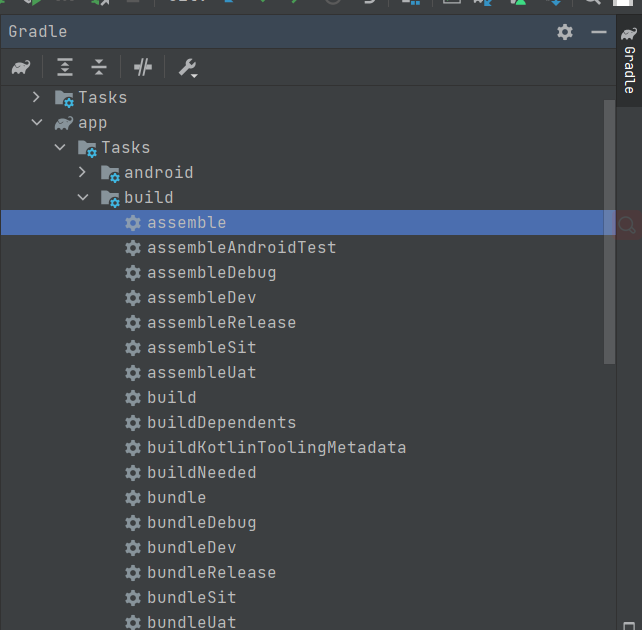 Gradle
Gradle
Tasks
app
Tasks
android
build
assemble
assembleAndroidTest
assembleDebug
assembleDev
assembleRelease
assembleSit
assembleUat
build
buildDependents
buildKotlinToolingMetadata
buildNeeded
bundle
bundleDebug
bundleDev
bundleRelease
bundleSit
bundleUat